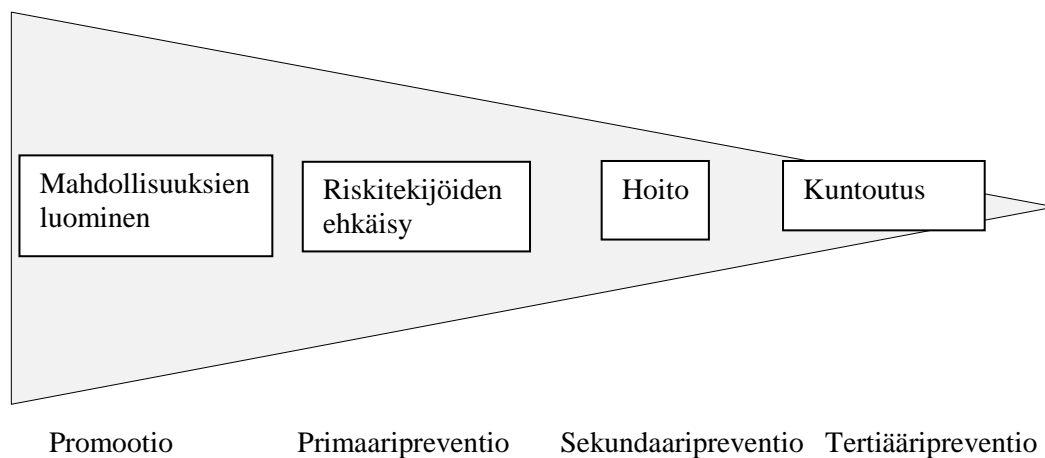 Mahdollisuuksien
luominen
Riskitekijöiden
ehkäisy
Hoito
Kuntoutus
Promootio
Primaaripreventio
Sekundaaripreventio
Tertiääripreventio